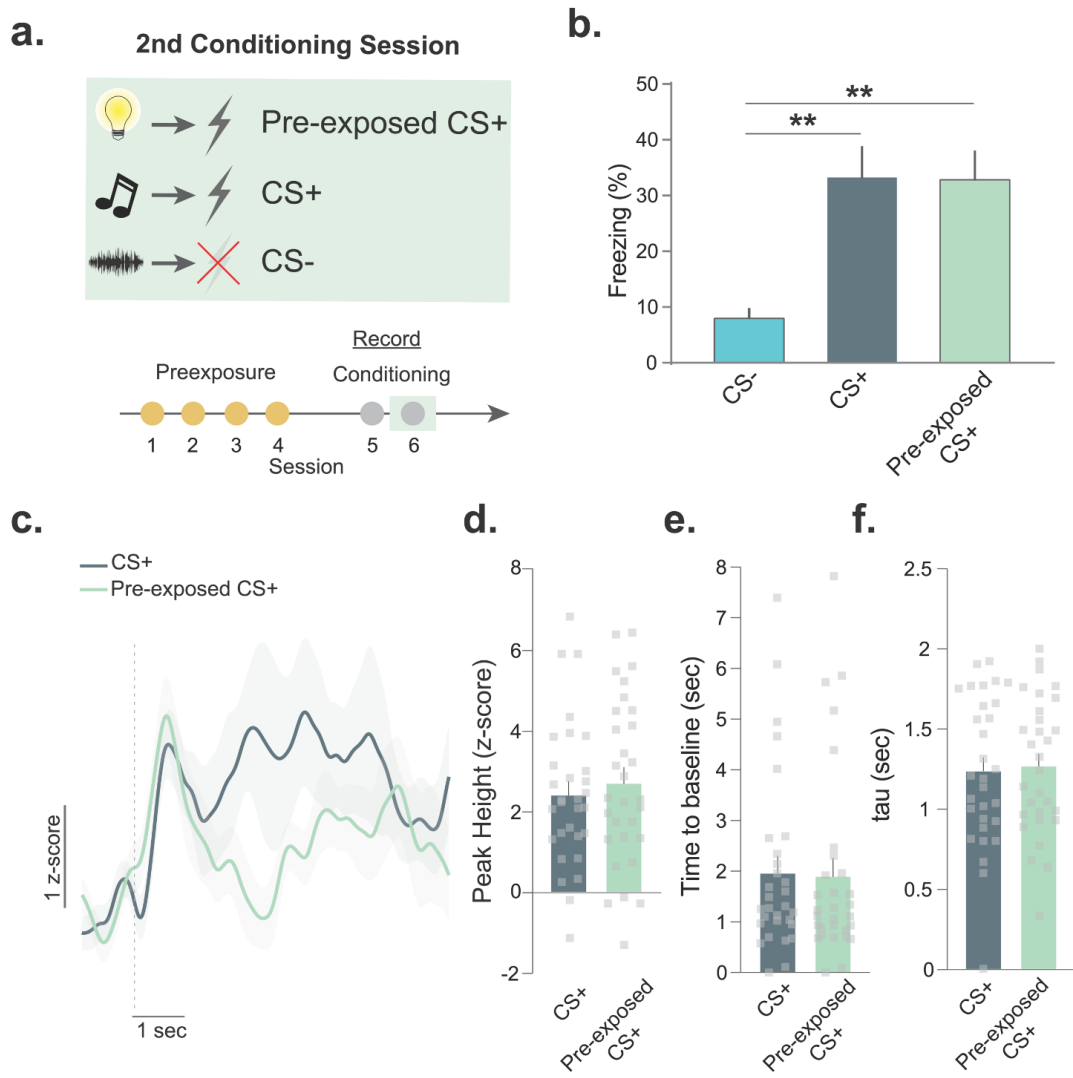 a.
2nd Conditioning Session
Pre-exposed CS+
CS+
CS-
Record
Preexposure
Conditioning
1 2 3 4 5 6
Session
b.
50
40
30
20
10
0
Freezing (%)
**
**
CS-
CS+
Pre-exposed
CS+
c.
CS+
Pre-exposed CS+
1 z-score
1 sec
d.
8
6
4
2
0
-2
Peak Height (z-score)
CS+
Pre-exposed
CS+
e.
8
7
6
5
4
3
2
1
0
Time to baseline (sec)
CS+
Pre-exposed
CS+
f.
2.5
2
1.5
1
0.5
0
tau (sec)
CS+
Pre-exposed
CS+